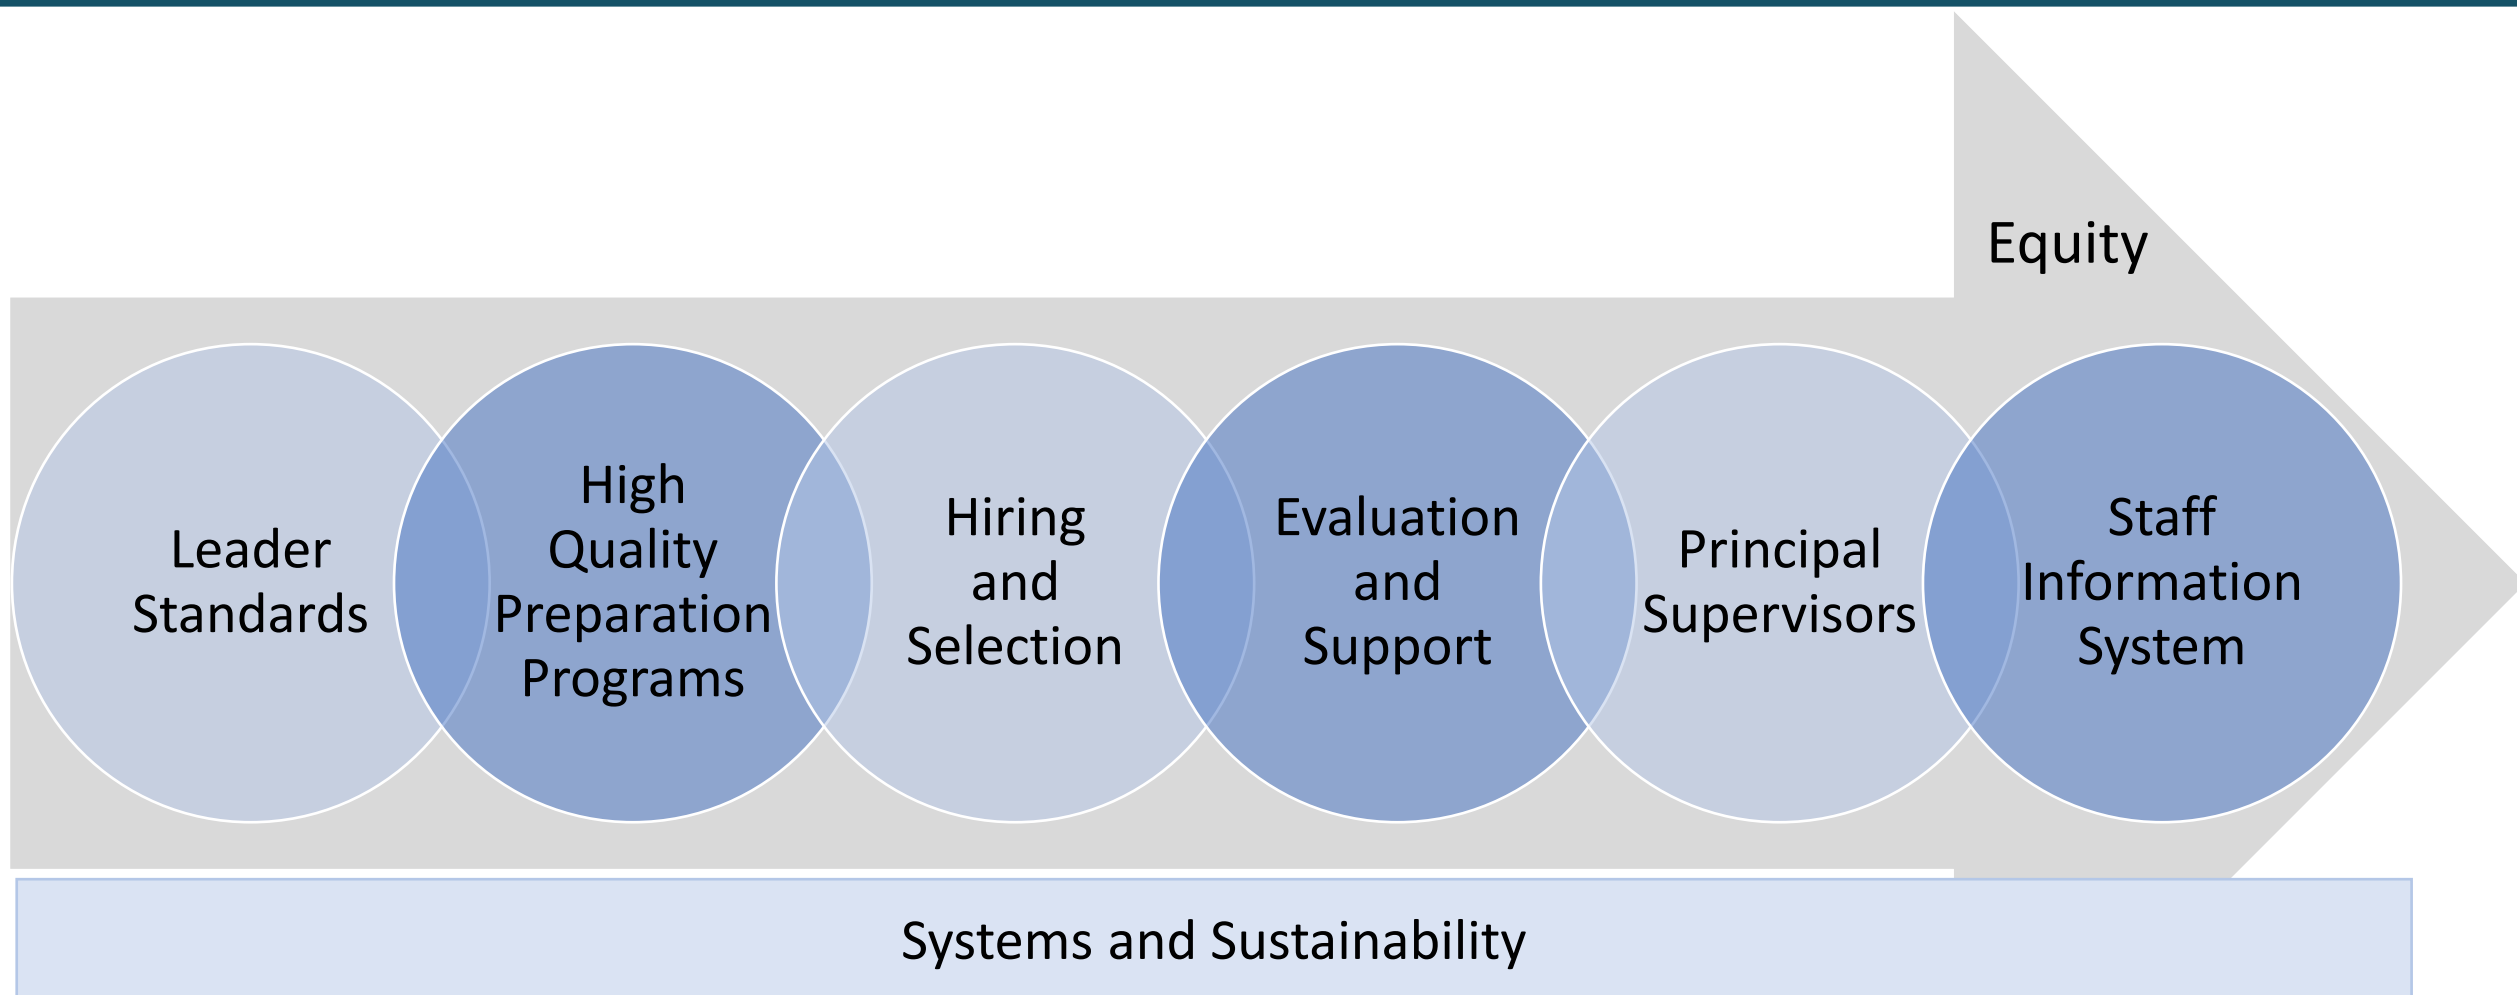 Equity
Leader
Standards
High
Quality
Preparation
Programs
Hiring
and
Selection
Evaluation
and
Support
Principal
Supervisors
Staff
Information
System
Systems and Sustainability